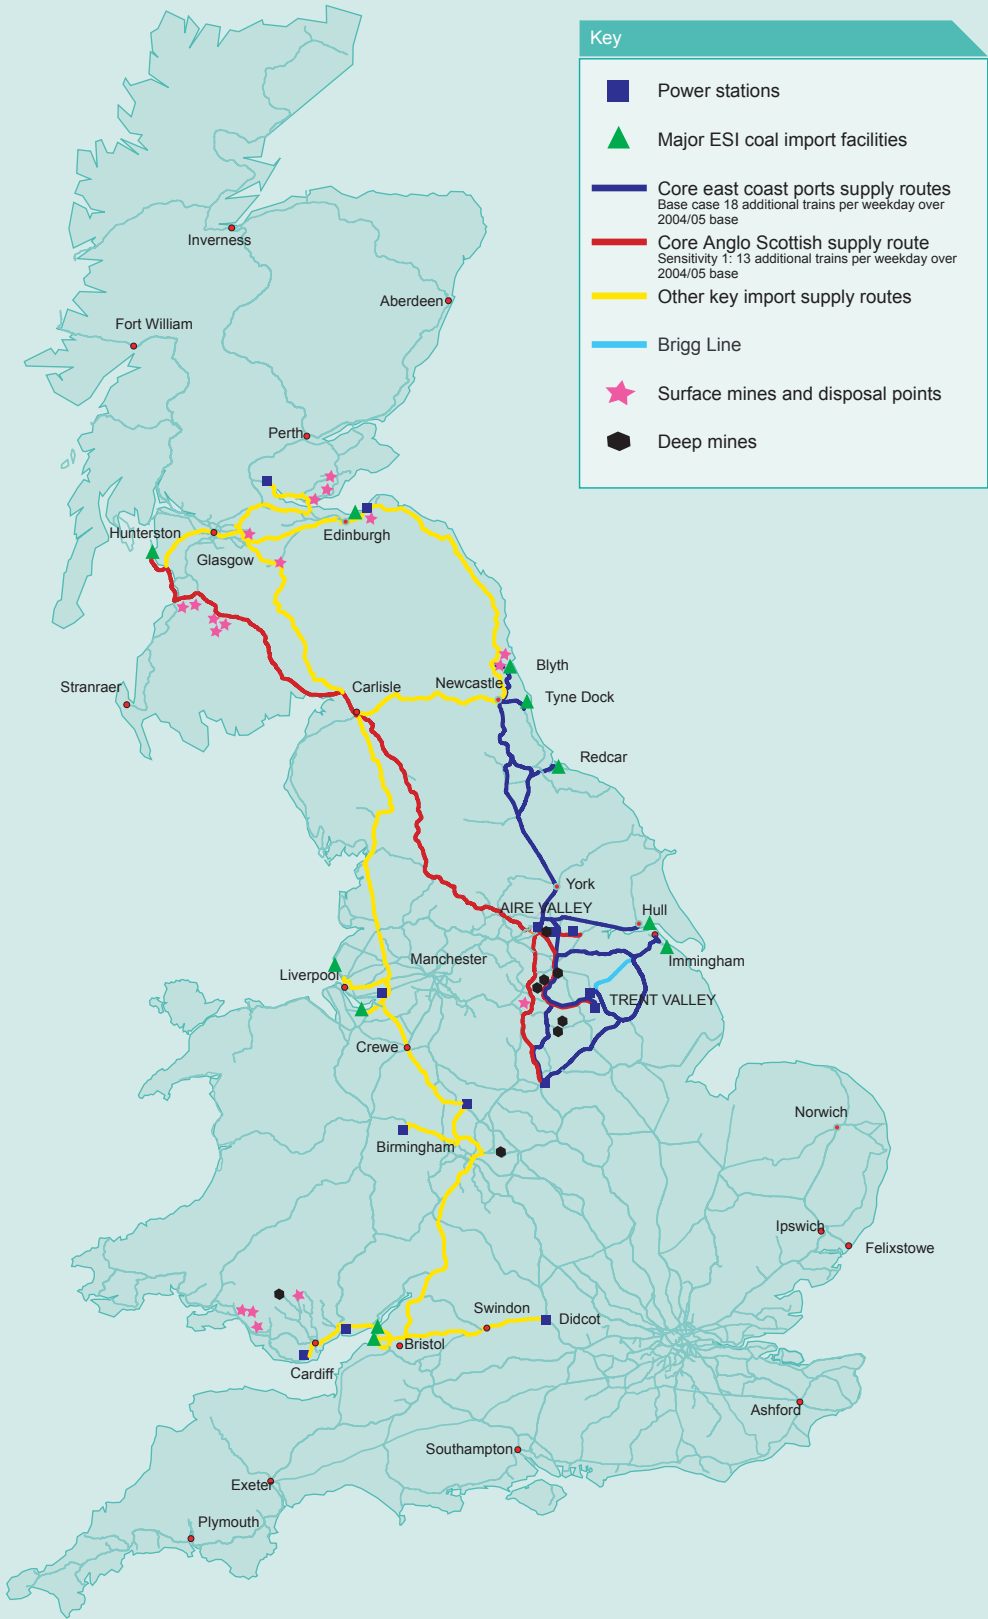 Key
Power stations
Major ESI coal import facilities
Core east coast ports supply routes
Base case 18 additional trains per weekday over
2004/05 base
Core Anglo Scottish supply route
Sensitivity 1: 13 additional trains per weekday over
2004/05 base
Other key import supply routes
Brigg Line
Surface mines and disposal points
Deep mines
Inverness
Aberdeen
Fort William
Perth
Hunterston
Edinburgh
Glasgow
Blyth
Stranraer
Carlisle
Newcastle
Tyne Dock
Redcar
York
AIRE VALLEY
Hull
Manchester
Immingham
Liverpool
TRENT VALLEY
Crewe
Norwich
Birmingham
Ipswich
Felixstowe
Swindon
Didcot
Bristol
Cardiff
Ashford
Southampton
Exeter
Plymouth